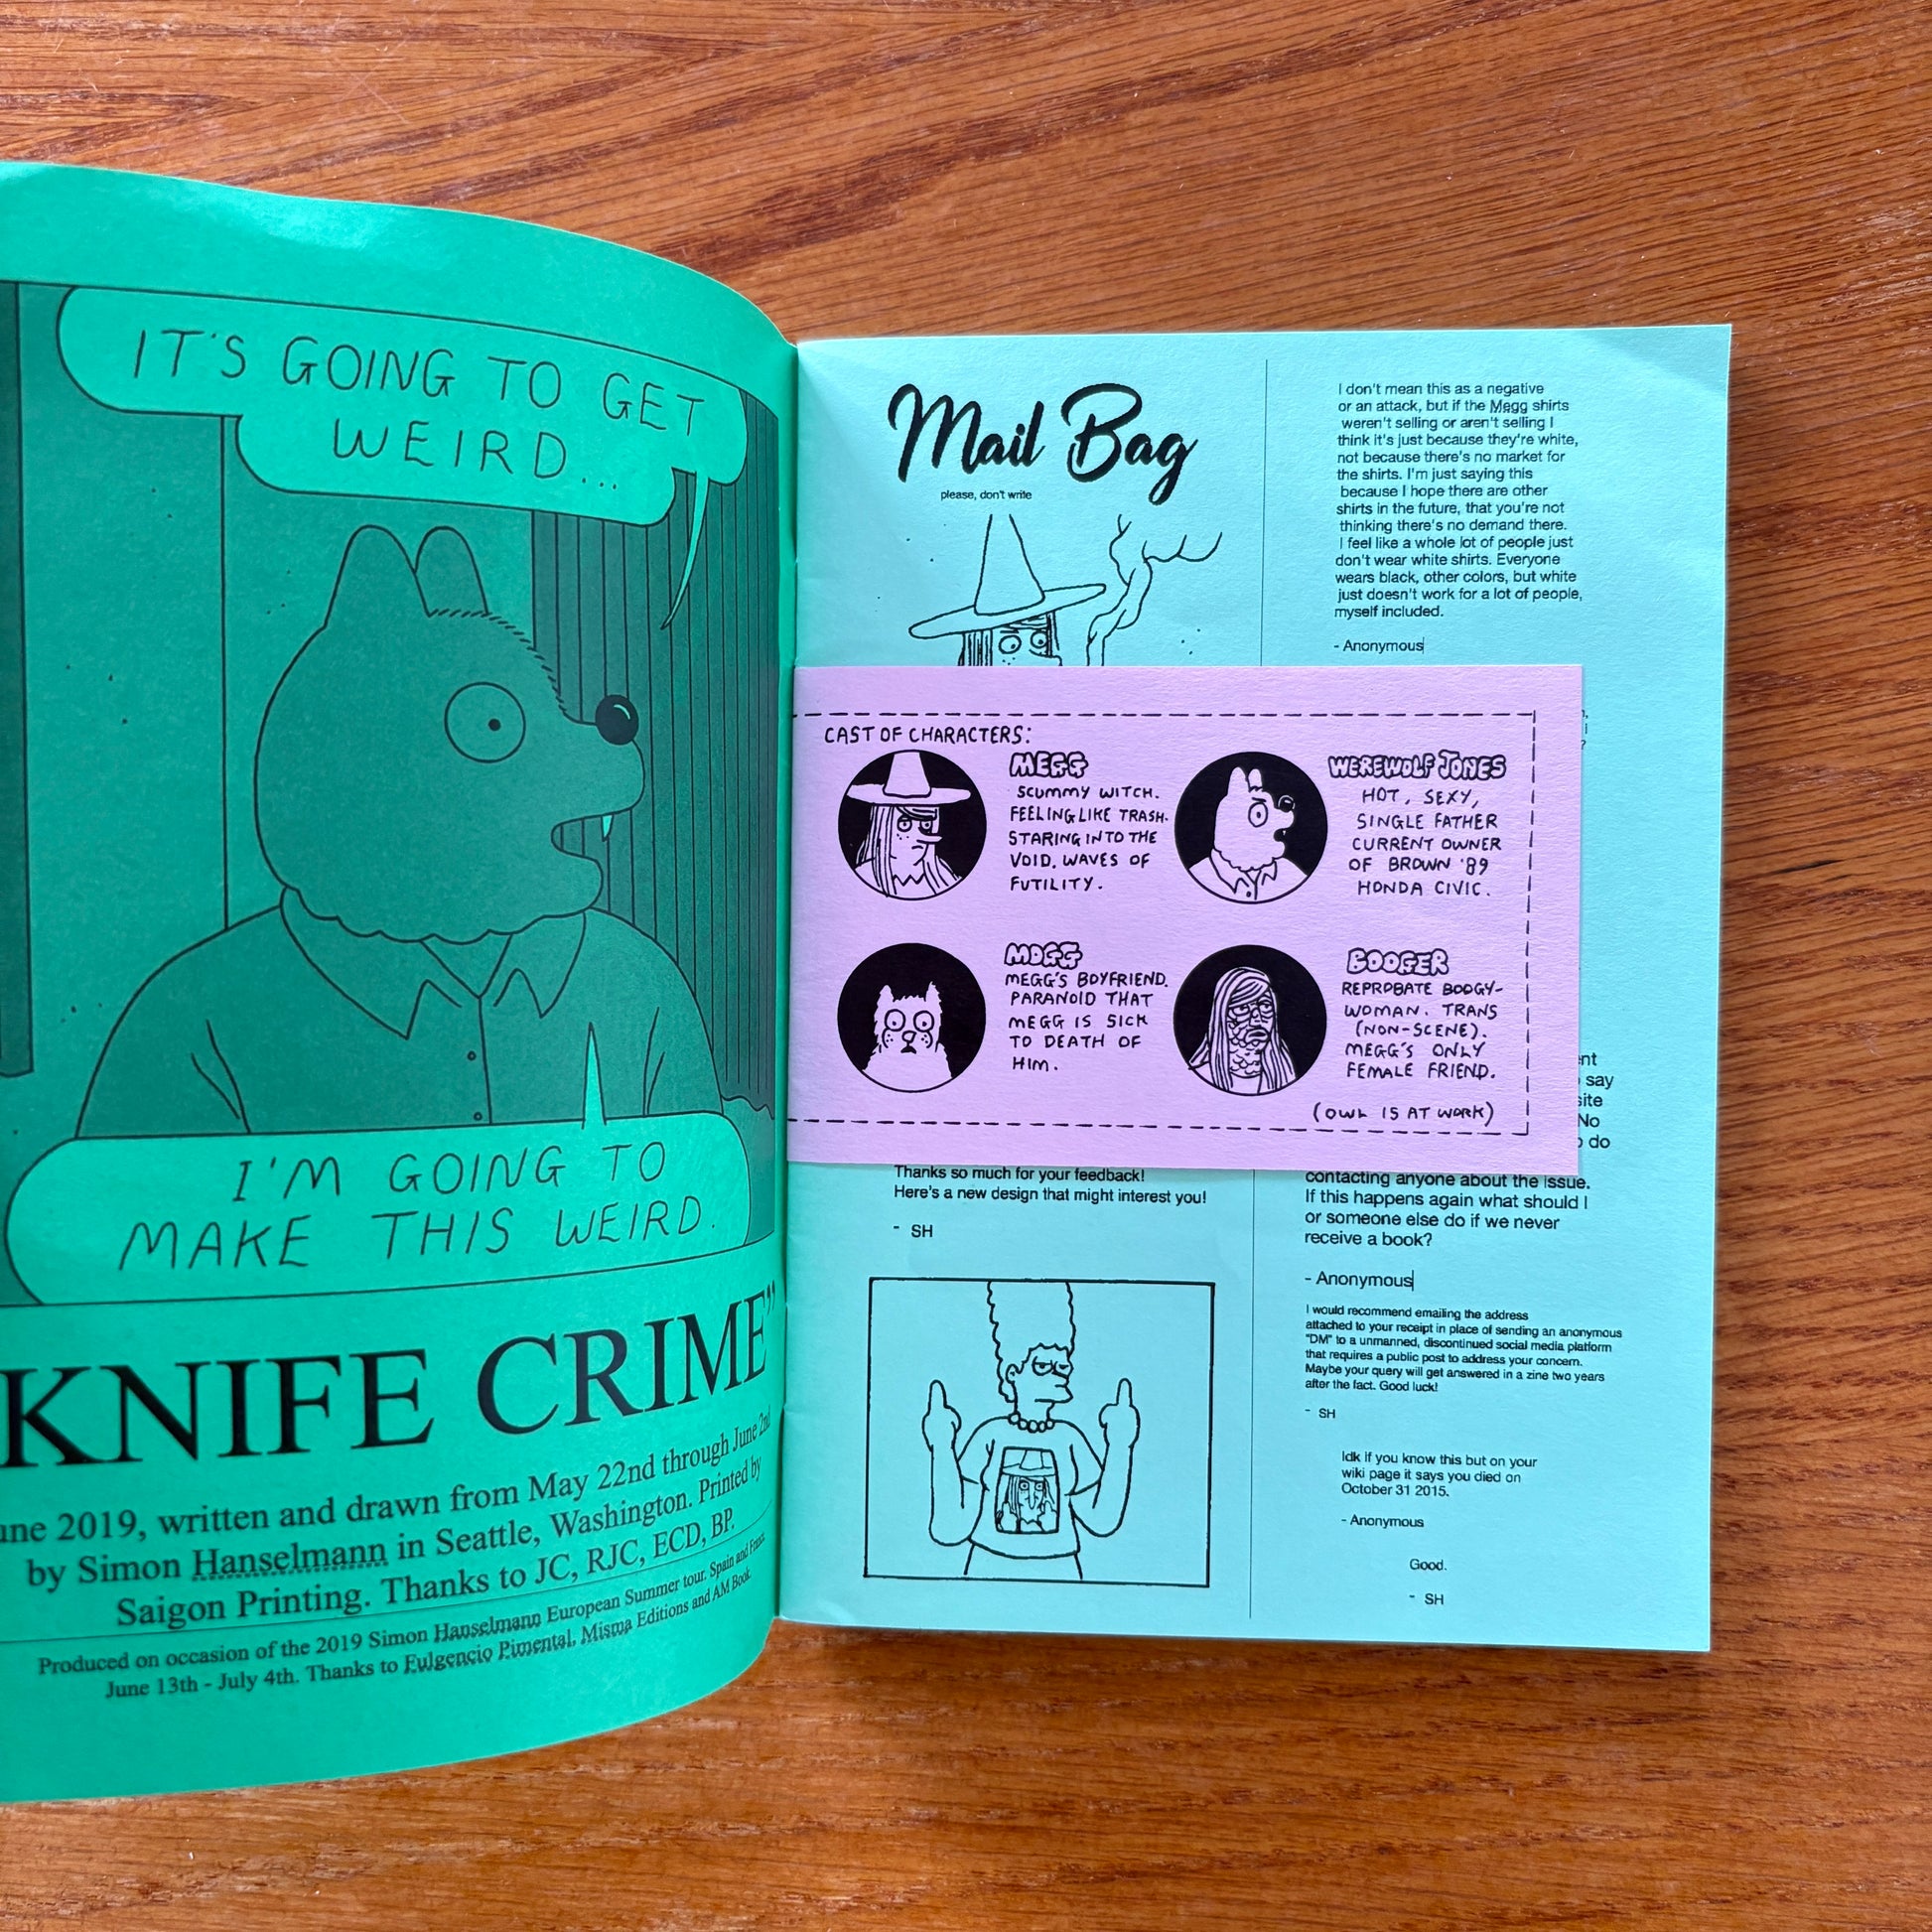 IT'S GOING TO GET
WEIRD...
I'M GOING TO
MAKE THIS WEIRD.
KNIFE CRIME"
2019, written and drawn from May 22nd through June 2nd
by Simon Hanselmann in Seattle, Washington. Printed by
Saigon Printing. Thanks to JC, RJC, ECD, BP.
Produced on occasion of the 2019 Simon Hanselmann European Summer tour. Spain and France.
June 13th - July 4th. Thanks to Fulgencio Pimental, Misma Editions and AM Book.
Mail Bag
please, don't write
CAST OF CHARACTERS:
MEGG
SCUMMY WITCH.
FEELING LIKE TRASH.
STARING INTO THE
VOID. WAVES OF
FUTILITY.
WEREWOLF JONES
HOT, SEXY,
SINGLE FATHER
CURRENT OWNER
OF BROWN '89
HONDA CIVIC.
MOGG
MEGG'S BOYFRIEND.
PARANOID THAT
MEGG IS SICK
TO DEATH OF
HIM.
BOOGER
REPROBATE BOOGY-
WOMAN. TRANS
(NON-SCENE).
MEGG'S ONLY
FEMALE FRIEND.
(OWL IS AT WORK)
Thanks so much for your feedback!
Here's a new design that might interest you!
- SH
I don't mean this as a negative
or an attack, but if the Megg shirts
weren't selling or aren't selling I
think it's just because they're white,
not because there's no market for
the shirts. I'm just saying this
because I hope there are other
shirts in the future, that you're not
thinking there's no demand there.
I feel like a whole lot of people just
don't wear white shirts. Everyone
wears black, other colors, but white
just doesn't work for a lot of people,
myself included.
- Anonymous
say
No
do
contacting anyone about the issue.
If this happens again what should I
or someone else do if we never
receive a book?
- Anonymous
I would recommend emailing the address
attached to your receipt in place of sending an anonymous
"DM" to a unmanned, discontinued social media platform
that requires a public post to address your concern.
Maybe your query will get answered in a zine two years
after the fact. Good luck!
- SH
Idk if you know this but on your
wiki page it says you died on
October 31 2015.
- Anonymous
Good.
- SH